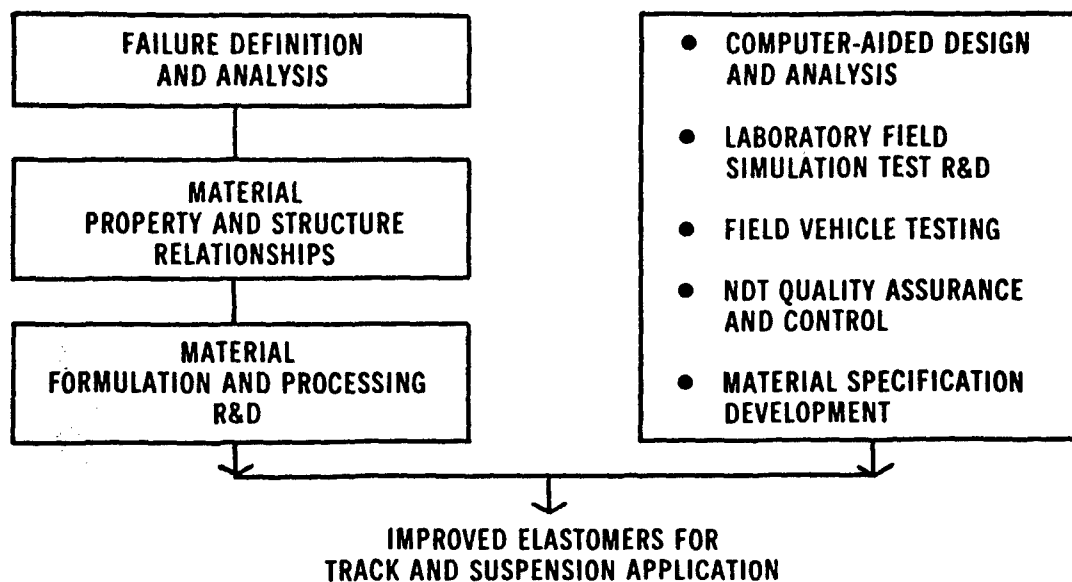 FAILURE DEFINITION
AND ANALYSIS
MATERIAL
PROPERTY AND STRUCTURE
RELATIONSHIPS
MATERIAL
FORMULATION AND PROCESSING
R&D
● COMPUTER-AIDED DESIGN
AND ANALYSIS
● LABORATORY FIELD
SIMULATION TEST R&D
● FIELD VEHICLE TESTING
● NDT QUALITY ASSURANCE
AND CONTROL
● MATERIAL SPECIFICATION
DEVELOPMENT
IMPROVED ELASTOMERS FOR
TRACK AND SUSPENSION APPLICATION